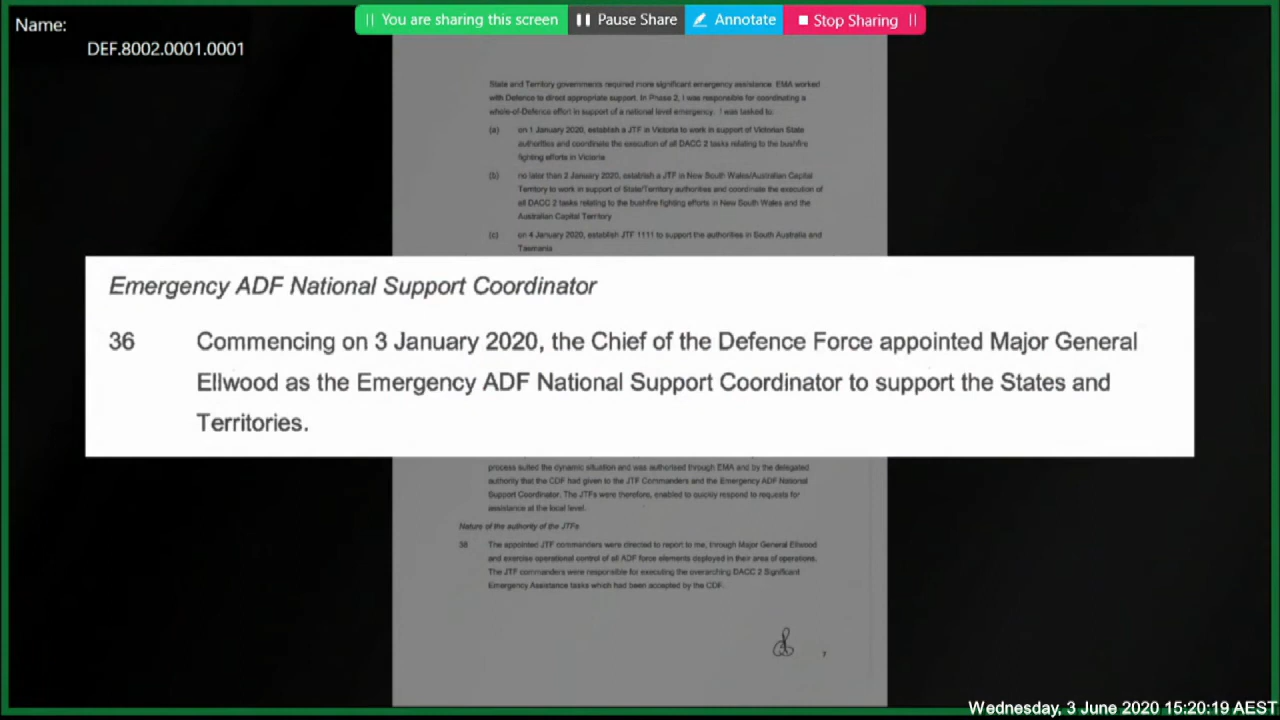 Name:
DEF.8002.0001.0001
You are sharing this screen
Pause Share
Annotate
Stop Sharing
State and Territory governments required more significant emergency assistance. EMA worked
with Defence to direct appropriate support. In Phase 2, I was responsible for coordinating a
whole-of-Defence effort in support of a national level emergency. I was tasked to:
(a) on 1 January 2020, establish a JTF in Victoria to work in support of Victorian State
authorities and coordinate the execution of all DACC 2 tasks relating to the bushfire
fighting efforts in Victoria
(b) no later than 2 January 2020, establish a JTF in New South Wales/Australian Capital
Territory to work in support of State/Territory authorities and coordinate the execution of
all DACC 2 tasks relating to the bushfire fighting efforts in New South Wales and the
Australian Capital Territory
(c) on 4 January 2020, establish JTF 1111 to support the authorities in South Australia and
Tasmania
Emergency ADF National Support Coordinator
36 Commencing on 3 January 2020, the Chief of the Defence Force appointed Major General
Ellwood as the Emergency ADF National Support Coordinator to support the States and
Territories.
process suited the dynamic situation and was authorised through EMA and by the delegated
authority that the CDF had given to the JTF Commanders and the Emergency ADF National
Support Coordinator. The JTFs were therefore, enabled to quickly respond to requests for
assistance at the local level.
Nature of the authority of the JTFs
38 The appointed JTF commanders were directed to report to me, through Major General Ellwood
and exercise operational control of all ADF force elements deployed in their area of operations.
The JTF commanders were responsible for executing the overarching DACC 2 Significant
Emergency Assistance tasks which had been accepted by the CDF.
7
Wednesday, 3 June 2020 15:20:19 AEST